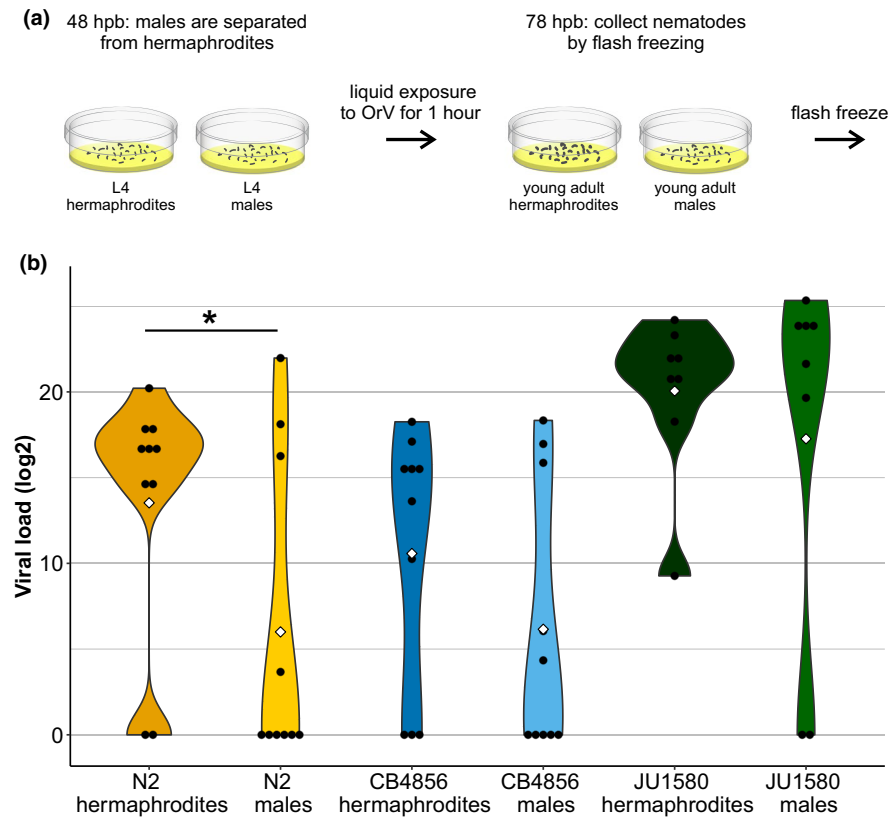 (a)
48 hpb: males are separated
from hermaphrodites
78 hpb: collect nematodes
by flash freezing
liquid exposure
to OrV for 1 hour
flash freeze
L4
hermaphrodites
L4
males
young adult
hermaphrodites
young adult
males
(b)
*
Viral load (log2)
20
10
0
N2
hermaphrodites
N2
males
CB4856
hermaphrodites
CB4856
males
JU1580
hermaphrodites
JU1580
males